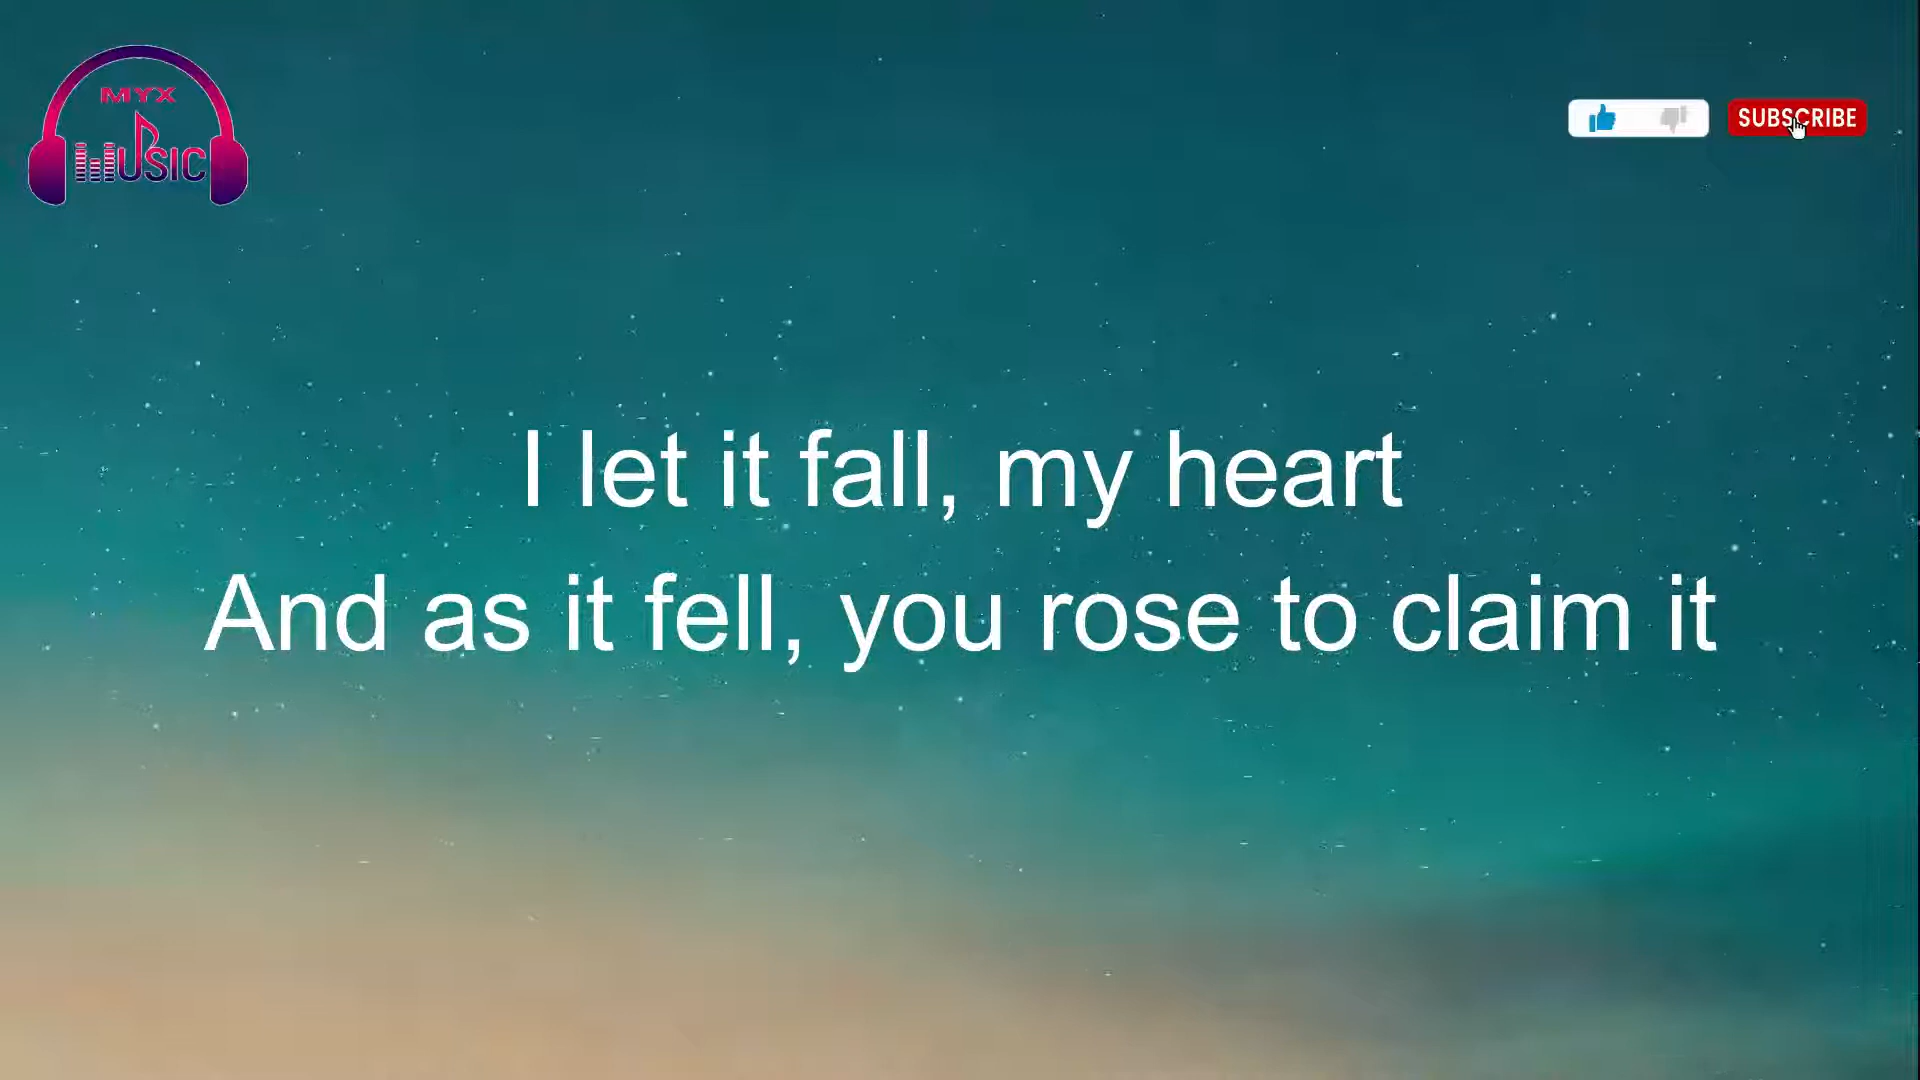 MYX
MUSIC
SUBSCRIBE
I let it fall, my heart
And as it fell, you rose to claim it